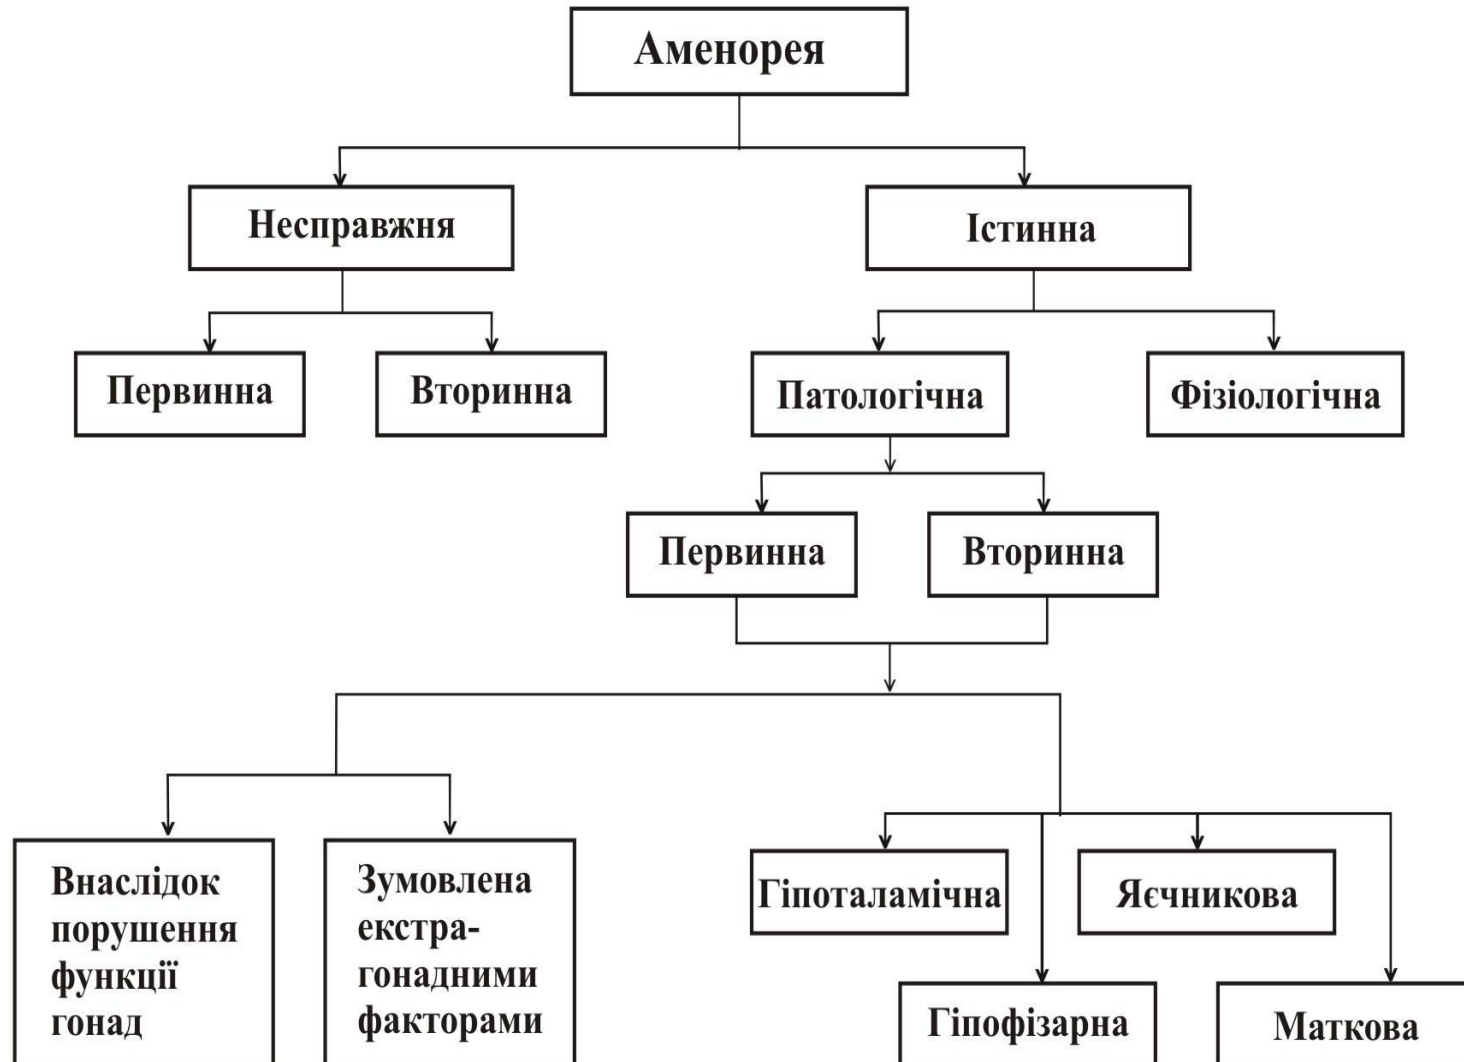 Аменорея
Несправжня
Істинна
Первинна
Вторинна
Патологічна
Фізіологічна
Первинна
Вторинна
Внаслідок
порушення
функції
гонад
Зумовлена
екстра-
гонадними
факторами
Гіпоталамічна
Яєчникова
Гіпофізарна
Маткова